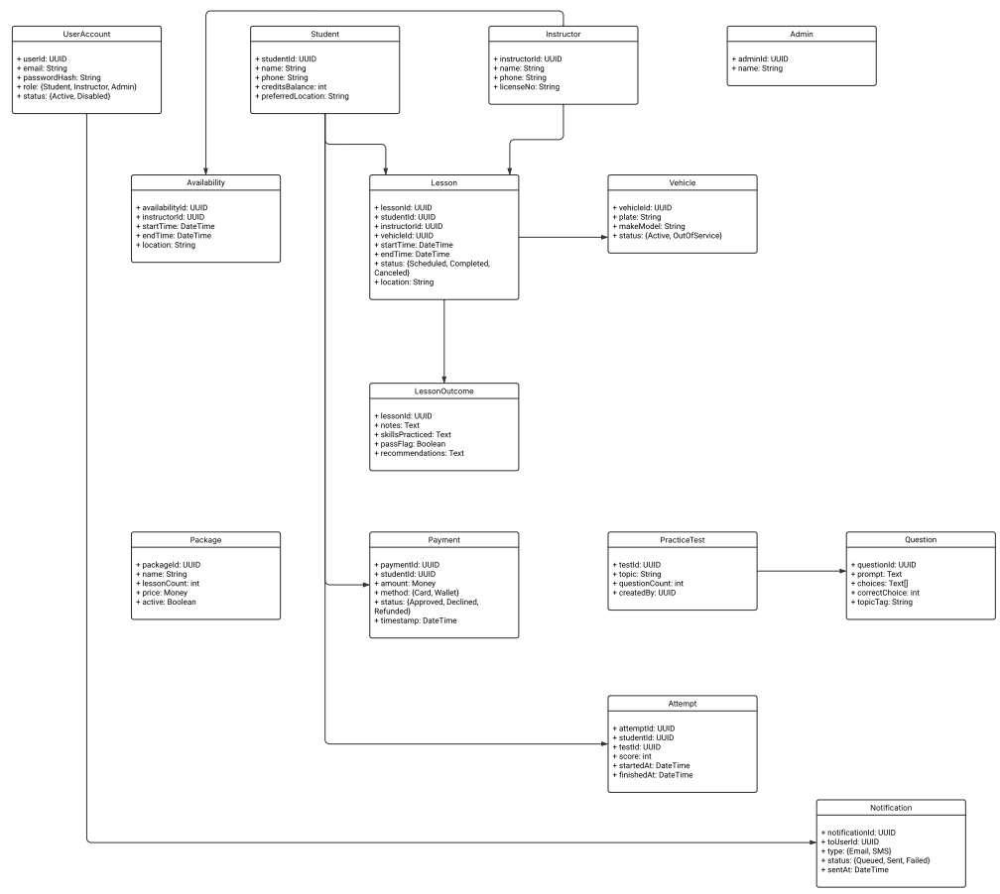 UserAccount
+ userId: UUID
+ email: String
+ passwordHash: String
+ role: {Student, Instructor, Admin}
+ status: {Active, Disabled}
Student
+ studentId: UUID
+ name: String
+ phone: String
+ creditsBalance: int
+ preferredLocation: String
Instructor
+ instructorId: UUID
+ name: String
+ phone: String
+ licenseNo: String
Admin
+ adminId: UUID
+ name: String
Availability
+ availabilityId: UUID
+ instructorId: UUID
+ startTime: DateTime
+ endTime: DateTime
+ location: String
Lesson
+ lessonId: UUID
+ studentId: UUID
+ instructorId: UUID
+ vehicleId: UUID
+ startTime: DateTime
+ endTime: DateTime
+ status: {Scheduled, Completed,
Canceled}
+ location: String
Vehicle
+ vehicleId: UUID
+ plate: String
+ makeModel: String
+ status: {Active, OutOfService}
LessonOutcome
+ lessonId: UUID
+ notes: Text
+ skillsPracticed: Text
+ passFlag: Boolean
+ recommendations: Text
Package
+ packageId: UUID
+ name: String
+ lessonCount: int
+ price: Money
+ active: Boolean
Payment
+ paymentId: UUID
+ studentId: UUID
+ amount: Money
+ method: {Card, Wallet}
+ status: {Approved, Declined,
Refunded}
+ timestamp: DateTime
PracticeTest
+ testId: UUID
+ topic: String
+ questionCount: int
+ createdBy: UUID
Question
+ questionId: UUID
+ prompt: Text
+ choices: Text[]
+ correctChoice: int
+ topicTag: String
Attempt
+ attemptId: UUID
+ studentId: UUID
+ testId: UUID
+ score: int
+ startedAt: DateTime
+ finishedAt: DateTime
Notification
+ notificationId: UUID
+ toUserId: UUID
+ type: {Email, SMS}
+ status: {Queued, Sent, Failed}
+ sentAt: DateTime